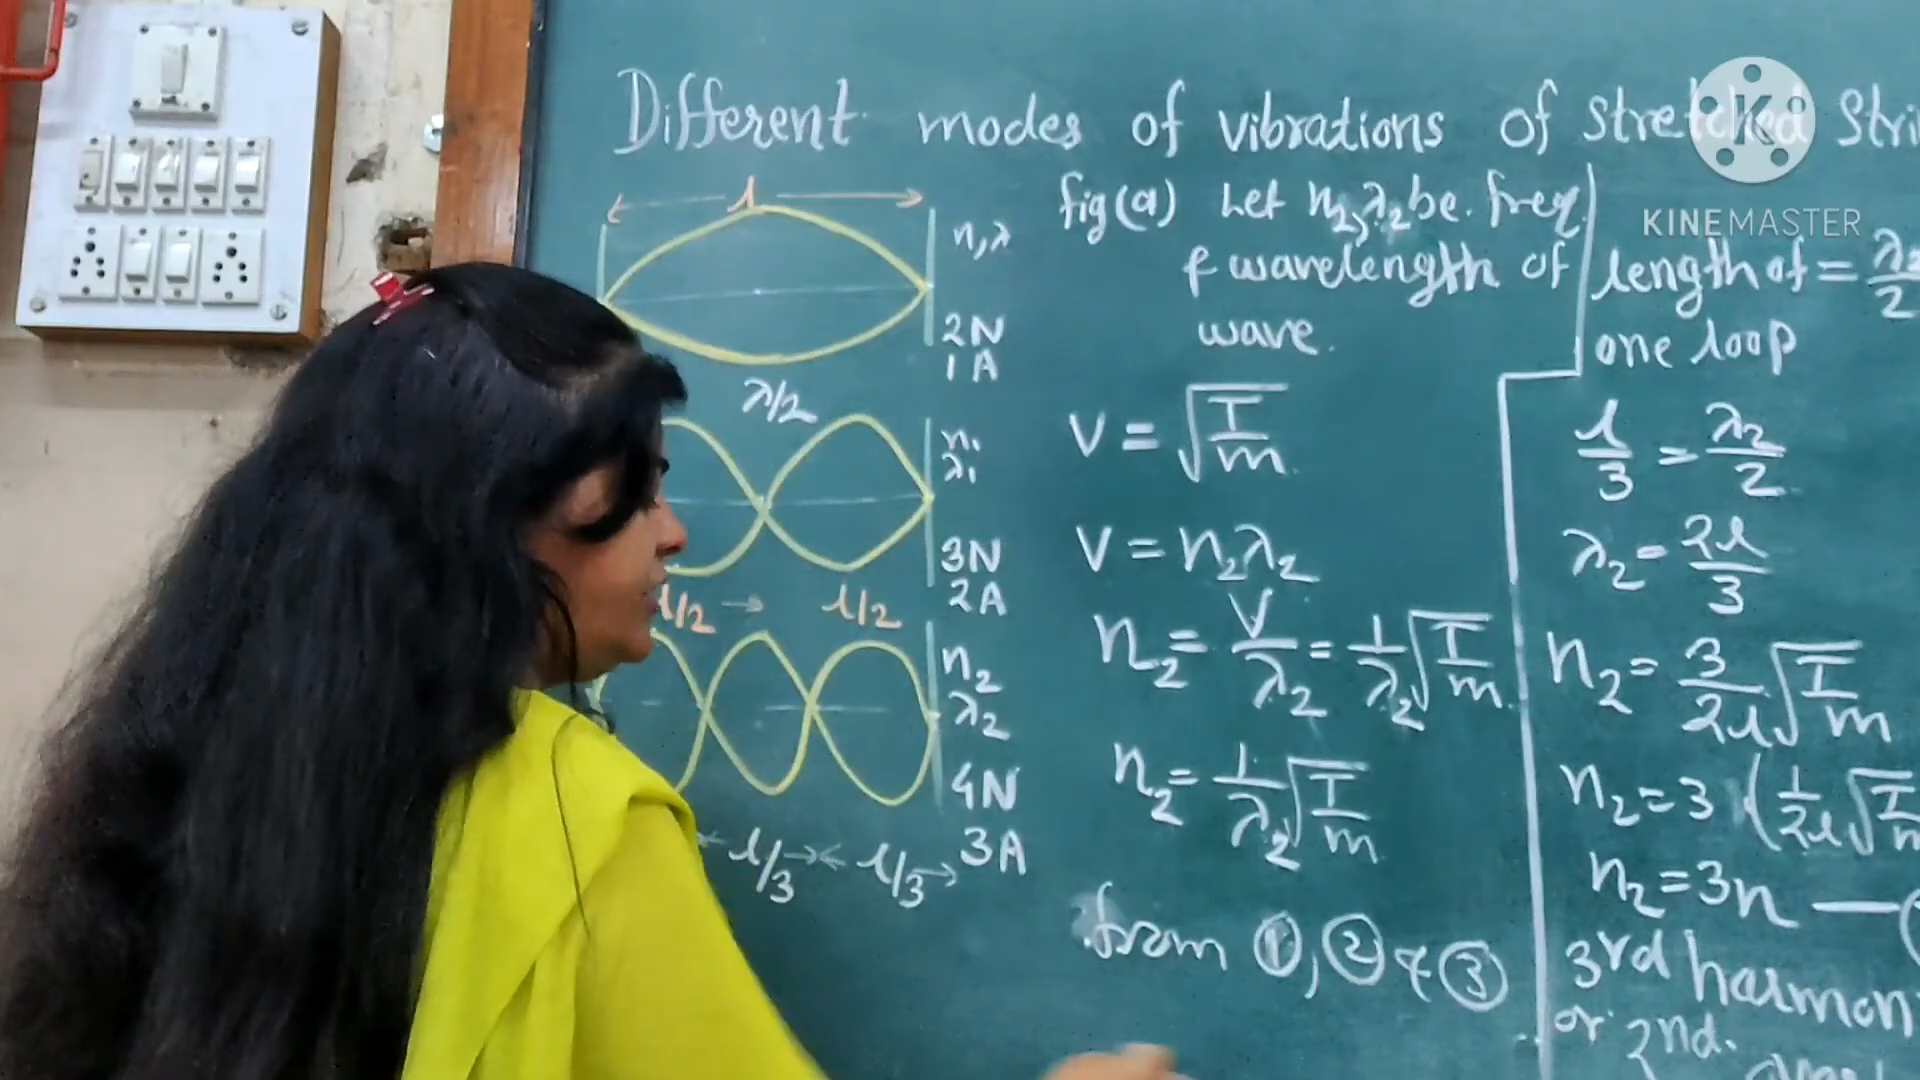 Different modes of vibrations of stretched Stri
KINEMASTER
l
n, λ
2N
1A
λ/2
n₁
λ₁
3N
2A
l/2 → l/2
n₂
λ₂
4N
3A
← l/3 →← l/3 →
fig(a) Let n₂, λ₂ be freq.
& wavelength of
wave.
V = √(T/m)
V = n₂λ₂
n₂ = V/λ₂ = 1/λ₂ √(T/m)
n₂ = 1/λ₂ √(T/m)
from ①, ② & ③
length of = λ₂/2
one loop
l/3 = λ₂/2
λ₂ = 2l/3
n₂ = 3/2l √(T/m)
n₂ = 3 (1/2l √(T/m
n₂ = 3n —
3rd harmon
or 2nd.